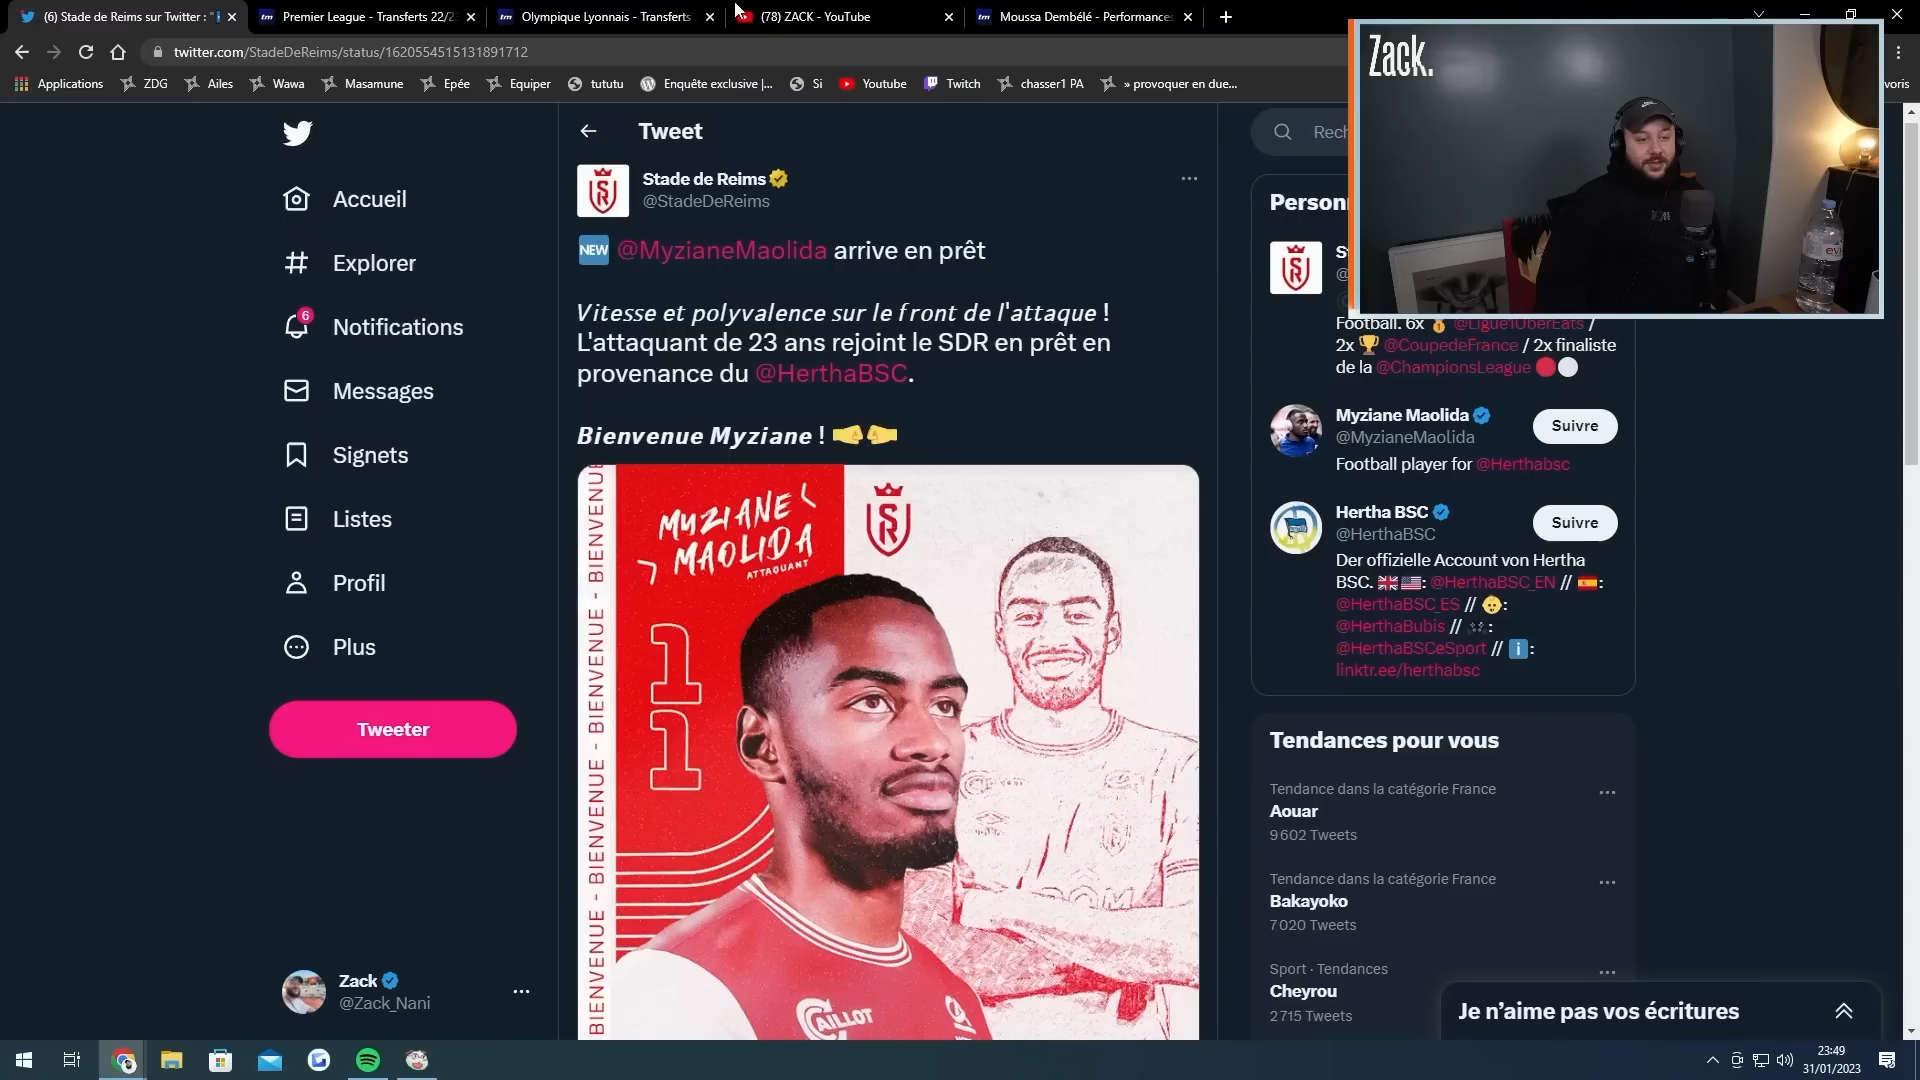 (6) Stade de Reims sur Twitter : "
Premier League - Transferts 22/2
Olympique Lyonnais - Transferts
(78) ZACK - YouTube
Moussa Dembélé - Performances
twitter.com/StadeDeReims/status/1620554515131891712
Applications ZDG Ailes Wawa Masamune Epée Equiper tututu Enquête exclusive |... Si Youtube Twitch chasser1 PA » provoquer en due...
voris
Zack.
Accueil
Explorer
6
Notifications
Messages
Signets
Listes
Profil
Plus
Tweeter
Zack
@Zack_Nani
Tweet
Stade de Reims
@StadeDeReims
NEW @MyzianeMaolida arrive en prêt
Vitesse et polyvalence sur le front de l'attaque !
L'attaquant de 23 ans rejoint le SDR en prêt en
provenance du @HerthaBSC.
Bienvenue Myziane !
BIENVENUE - BIENVENUE - BIENVENUE - BIENVENUE
MYZIANE
MAOLIDA
ATTAQUANT
11
CAILLOT
Rech
Personn
S
@
Football. 6x @Ligue1UberEats /
2x @CoupedeFrance / 2x finaliste
de la @ChampionsLeague
Myziane Maolida
@MyzianeMaolida
Suivre
Football player for @Herthabsc
Hertha BSC
@HerthaBSC
Suivre
Der offizielle Account von Hertha
BSC. : @HerthaBSC_EN // :
@HerthaBSC_ES // :
@HerthaBubis // :
@HerthaBSCeSport // :
linktr.ee/herthabsc
Tendances pour vous
Tendance dans la catégorie France
Aouar
9 602 Tweets
Tendance dans la catégorie France
Bakayoko
7 020 Tweets
Sport · Tendances
Cheyrou
2 715 Tweets
Je n'aime pas vos écritures
23:49
31/01/2023